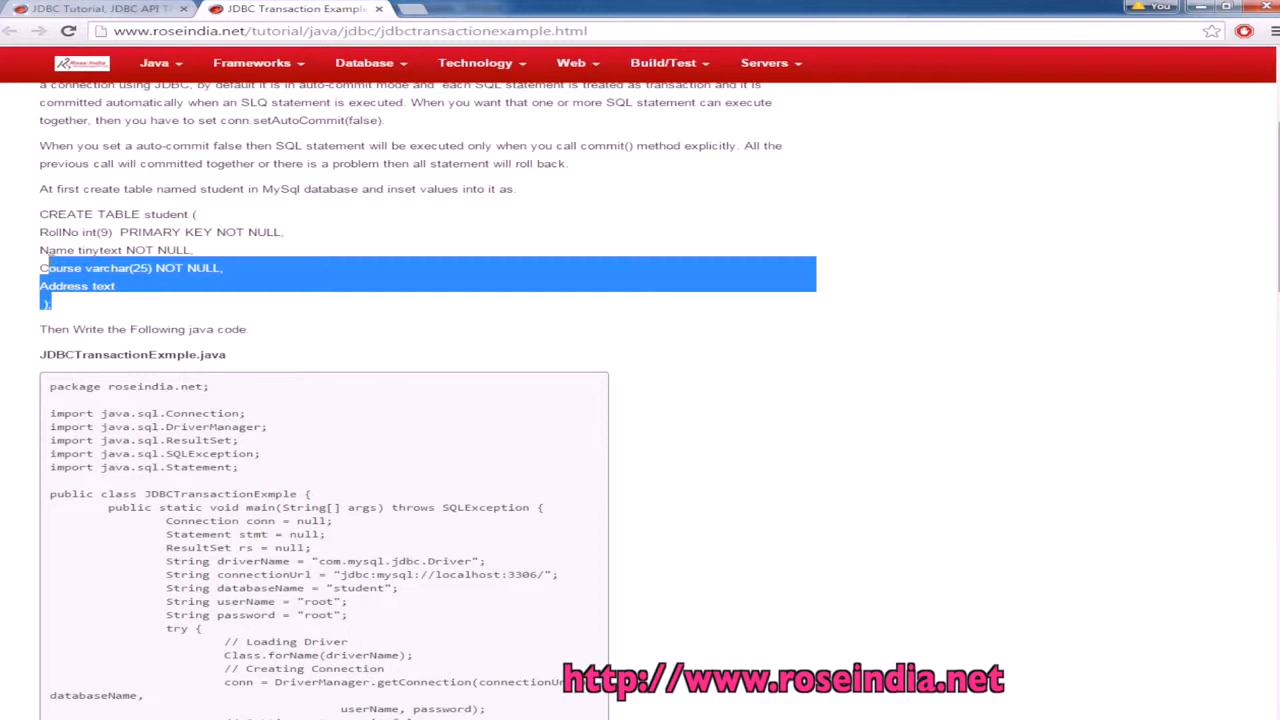 JDBC Tutorial, JDBC API T
JDBC Transaction Example
You
www.roseindia.net/tutorial/java/jdbc/jdbctransactionexample.html
Rose India
Java
Frameworks
Database
Technology
Web
Build/Test
Servers
a connection using JDBC, by default it is in auto-commit mode and each SQL statement is treated as transaction and it is
committed automatically when an SLQ statement is executed. When you want that one or more SQL statement can execute
together, then you have to set conn.setAutoCommit(false).
When you set a auto-commit false then SQL statement will be executed only when you call commit() method explicitly. All the
previous call will committed together or there is a problem then all statement will roll back.
At first create table named student in MySql database and inset values into it as.
CREATE TABLE student (
RollNo int(9) PRIMARY KEY NOT NULL,
Name tinytext NOT NULL,
Course varchar(25) NOT NULL,
Address text
);
Then Write the Following java code.
JDBCTransactionExmple.java
package roseindia.net;
import java.sql.Connection;
import java.sql.DriverManager;
import java.sql.ResultSet;
import java.sql.SQLException;
import java.sql.Statement;
public class JDBCTransactionExmple {
public static void main(String[] args) throws SQLException {
Connection conn = null;
Statement stmt = null;
ResultSet rs = null;
String driverName = "com.mysql.jdbc.Driver";
String connectionUrl = "jdbc:mysql://localhost:3306/";
String databaseName = "student";
String userName = "root";
String password = "root";
try {
// Loading Driver
Class.forName(driverName);
// Creating Connection
conn = DriverManager.getConnection(connectionU
databaseName,
userName, password);
http://www.roseindia.net